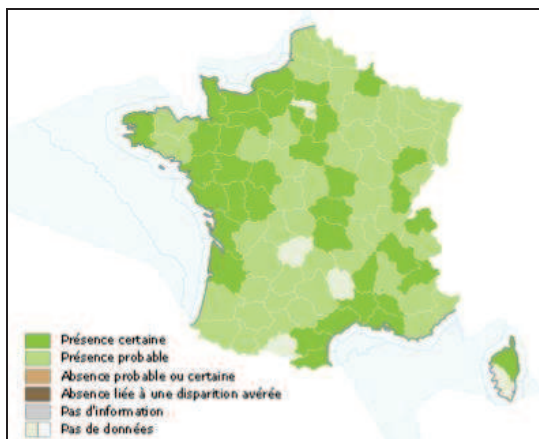 Présence certaine
Présence probable
Absence probable ou certaine
Absence liée à une disparition avérée
Pas d'information
Pas de données